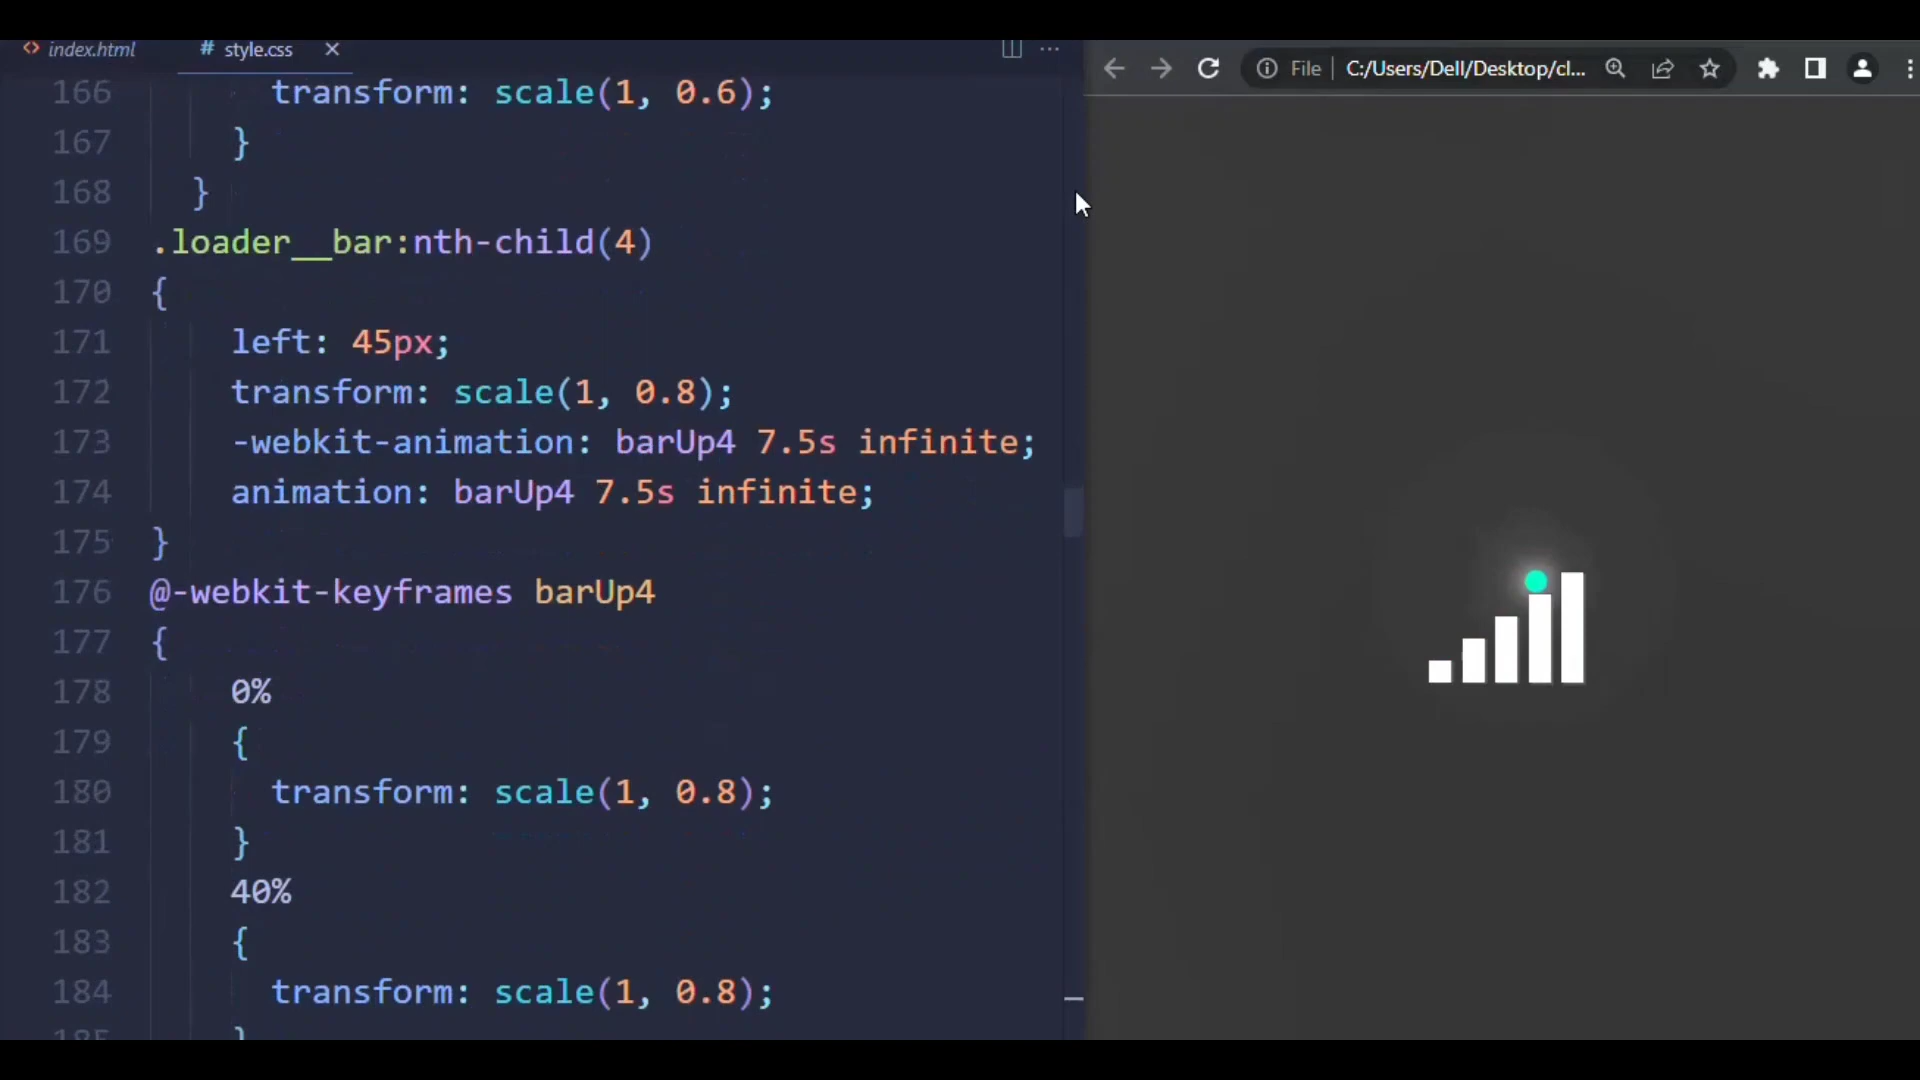 index.html
# style.css
File
C:/Users/Dell/Desktop/cl...
166 transform: scale(1, 0.6);
167 }
168 }
169 .loader__bar:nth-child(4)
170 {
171 left: 45px;
172 transform: scale(1, 0.8);
173 -webkit-animation: barUp4 7.5s infinite;
174 animation: barUp4 7.5s infinite;
175 }
176 @-webkit-keyframes barUp4
177 {
178 0%
179 {
180 transform: scale(1, 0.8);
181 }
182 40%
183 {
184 transform: scale(1, 0.8);
185 }